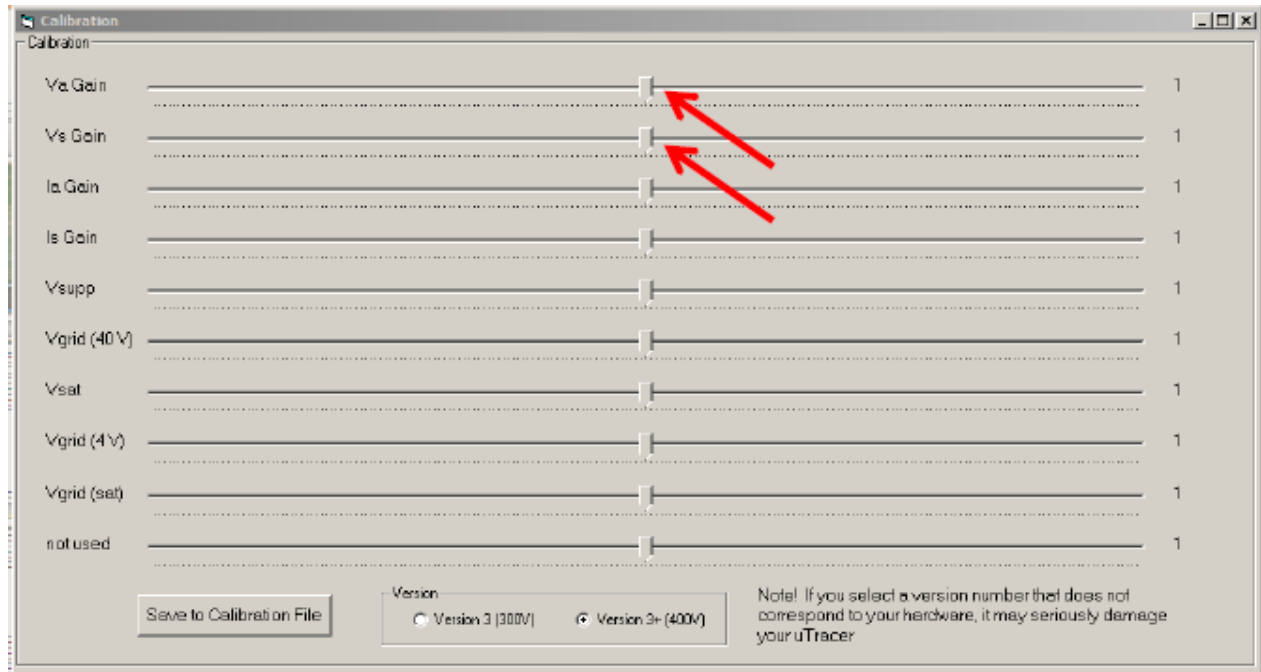 Calibration
Calibration
Va Gain 1
Vs Gain 1
Ia Gain 1
Is Gain 1
Vsupp 1
Vgrid (40 V) 1
Vsat 1
Vgrid (4 V) 1
Vgrid (sat) 1
not used 1
Save to Calibration File
Version
Version 3 (300V)
Version 3+ (400V)
Note! If you select a version number that does not
correspond to your hardware, it may seriously damage
your uTracer